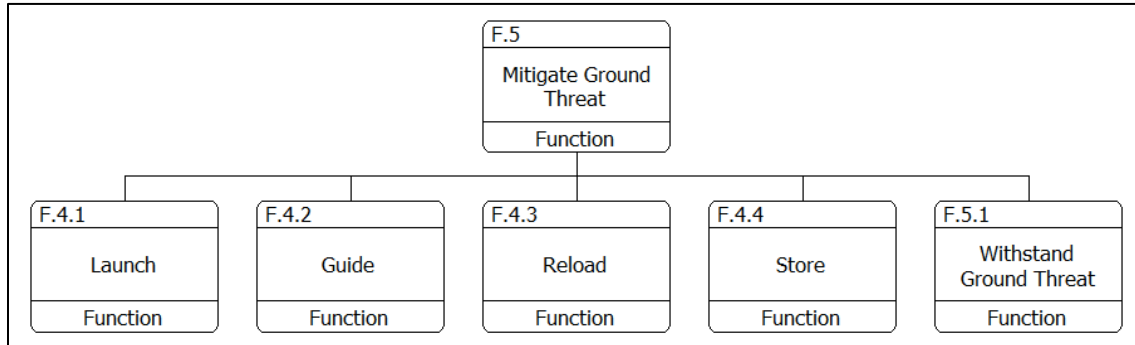 F.5
Mitigate Ground
Threat
Function
F.4.1
Launch
Function
F.4.2
Guide
Function
F.4.3
Reload
Function
F.4.4
Store
Function
F.5.1
Withstand
Ground Threat
Function